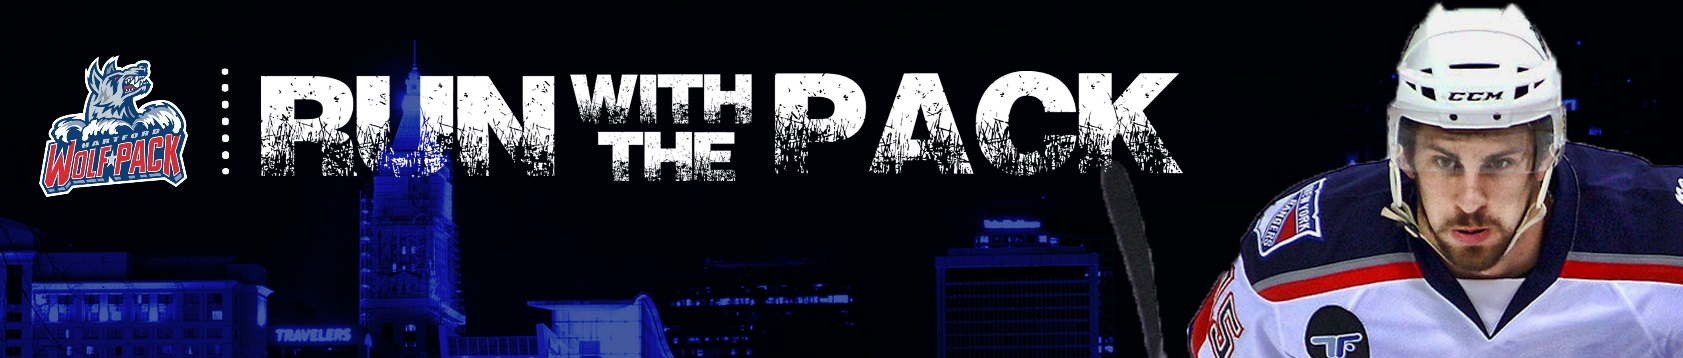 HARTFORD
WOLF PACK
RUN WITH THE PACK
TRAVELERS
CCM
NEW YORK
RANGERS